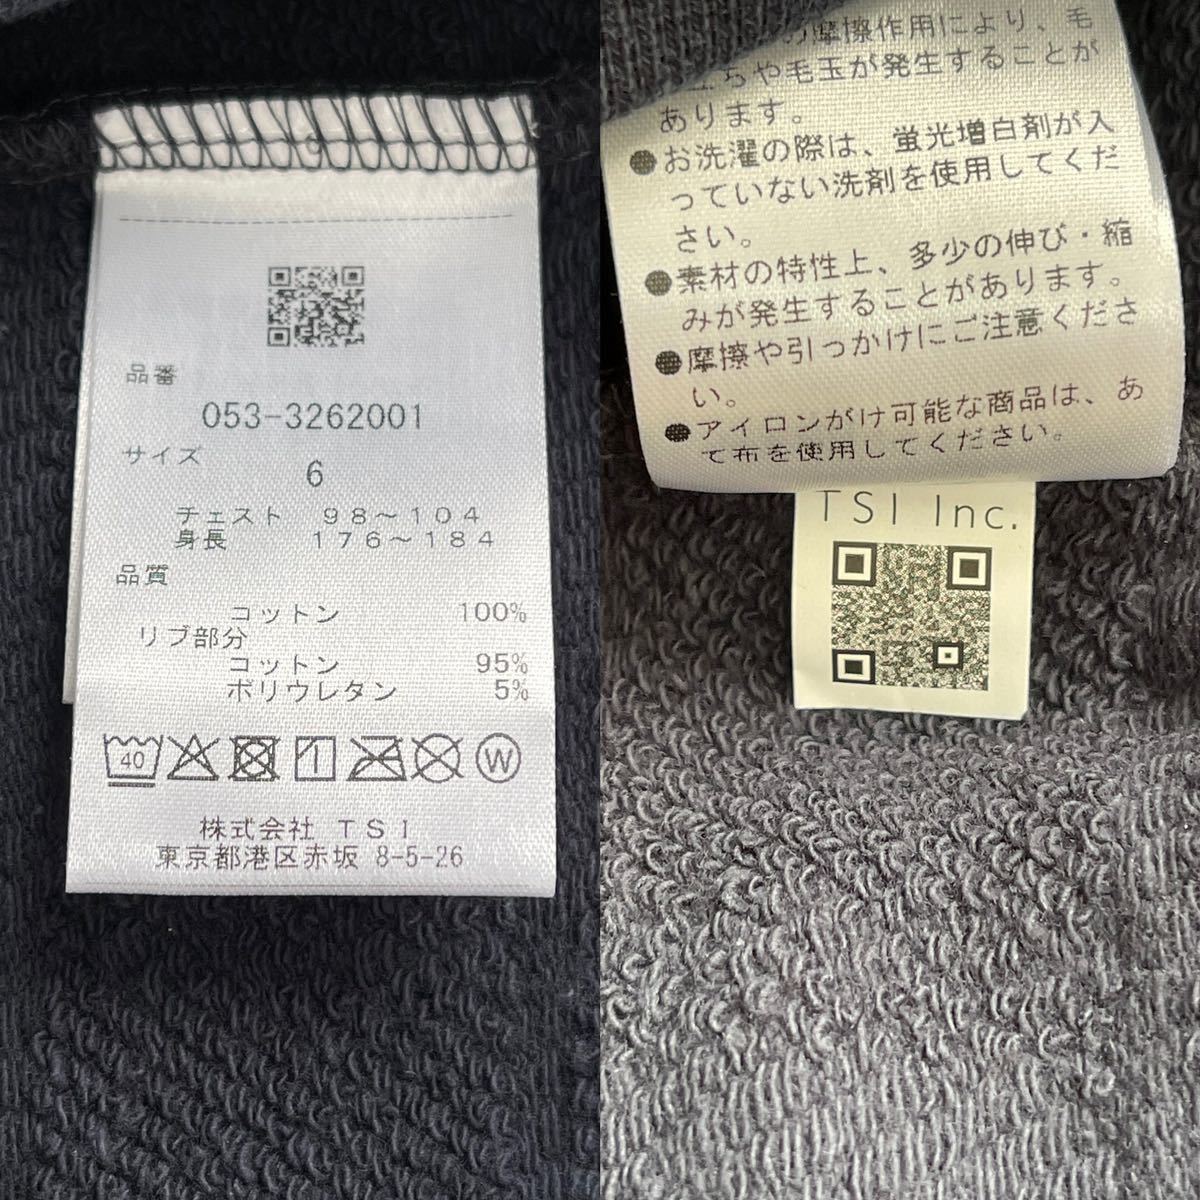 品番
053-3262001
サイズ
6
チェスト 98～104
身長 176～184
品質
コットン 100%
リブ部分
コットン 95%
ポリウレタン 5%
40
1
W
株式会社 TSI
東京都港区赤坂 8-5-26
摩擦作用により、毛
ちや毛玉が発生することが
あります。
●お洗濯の際は、蛍光増白剤が入
っていない洗剤を使用してくだ
さい。
●素材の特性上、多少の伸び・縮
みが発生することがあります。
●摩擦や引っかけにご注意くださ
い。
●アイロンがけ可能な商品は、あ
て布を使用してください。
TSI Inc.